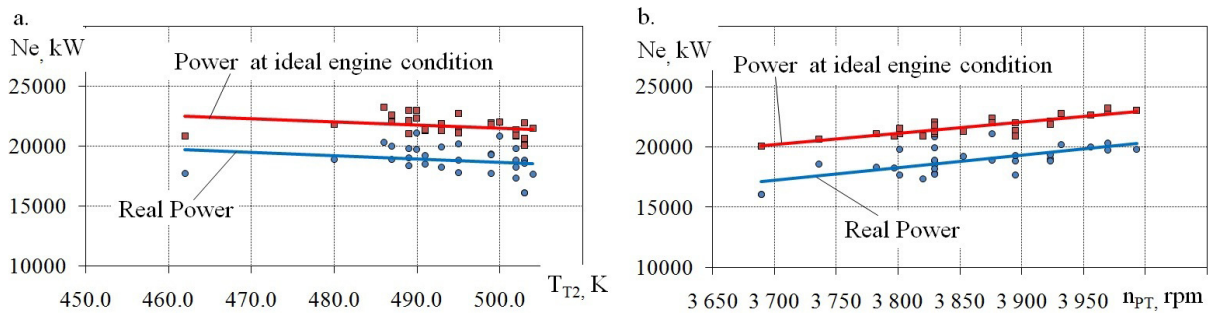 a.
Ne, kW
25000
20000
15000
10000
Power at ideal engine condition
Real Power
450.0 460.0 470.0 480.0 490.0 500.0 T_T2, K
b.
Ne, kW
25000
20000
15000
10000
Power at ideal engine condition
Real Power
3 650 3 700 3 750 3 800 3 850 3 900 3 950 n_PT, rpm